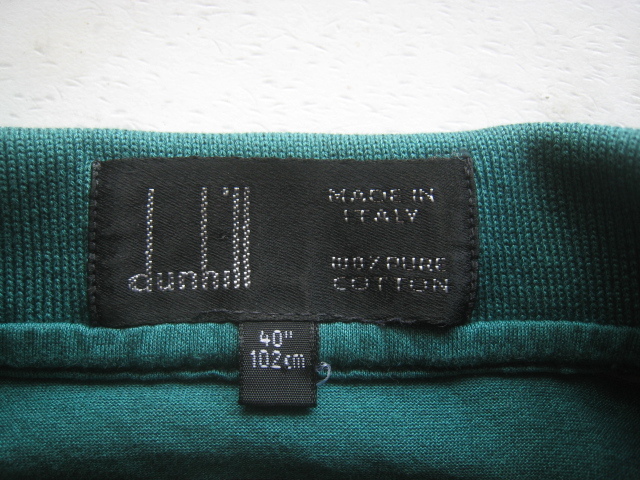 dunhill
MADE IN
ITALY
100% PURE
COTTON
40"
102cm